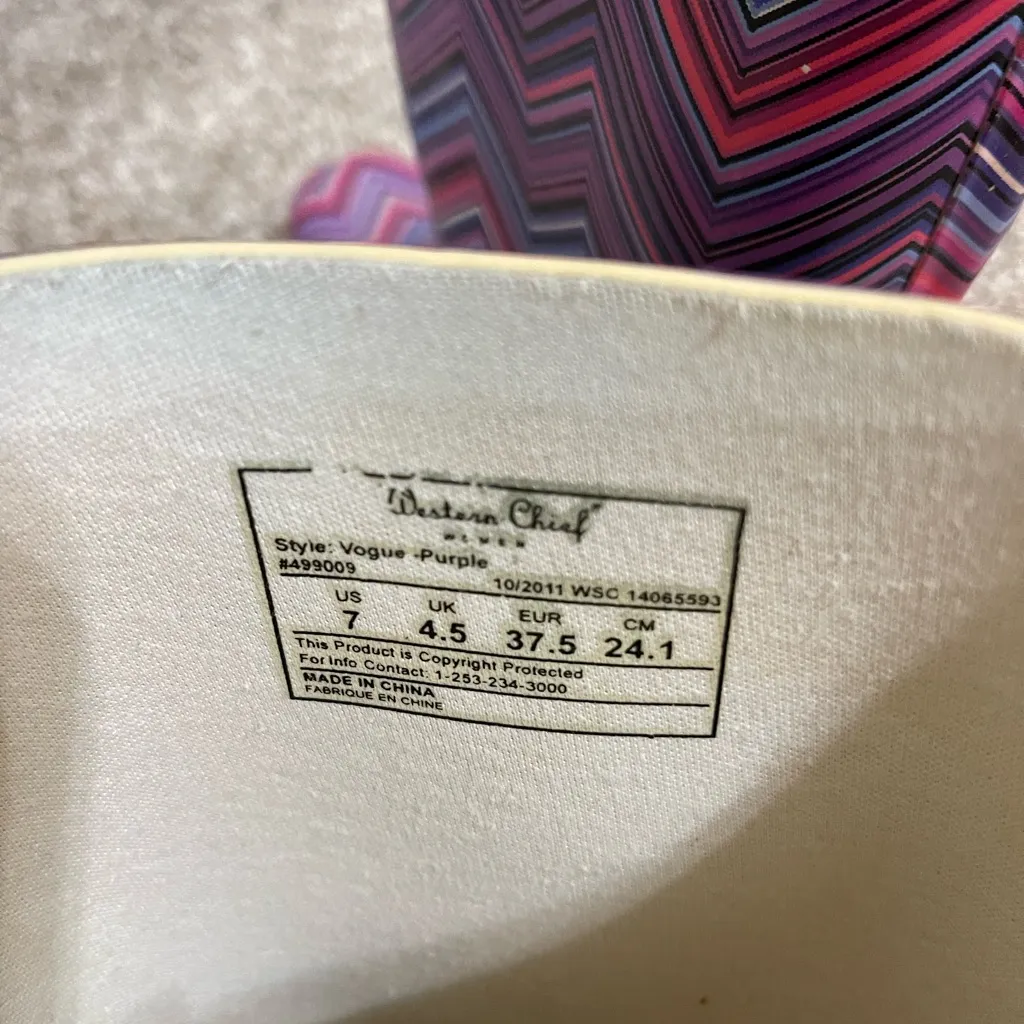 "Western Chief"
Style: Vogue -Purple
#499009
10/2011 WSC 14065593
US UK EUR CM
7 4.5 37.5 24.1
This Product is Copyright Protected
For Info Contact: 1-253-234-3000
MADE IN CHINA
FABRIQUE EN CHINE